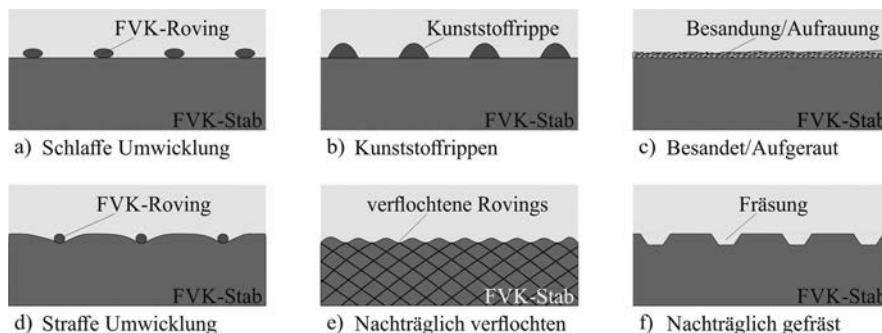 FVK-Roving
FVK-Stab
a) Schlaffe Umwicklung
Kunststoffrippe
FVK-Stab
b) Kunststoffrippen
Besandung/Aufrauung
FVK-Stab
c) Besandet/Aufgeraut
FVK-Roving
FVK-Stab
d) Straffe Umwicklung
verflochtene Rovings
FVK-Stab
e) Nachträglich verflochten
Fräsung
FVK-Stab
f) Nachträglich gefräst